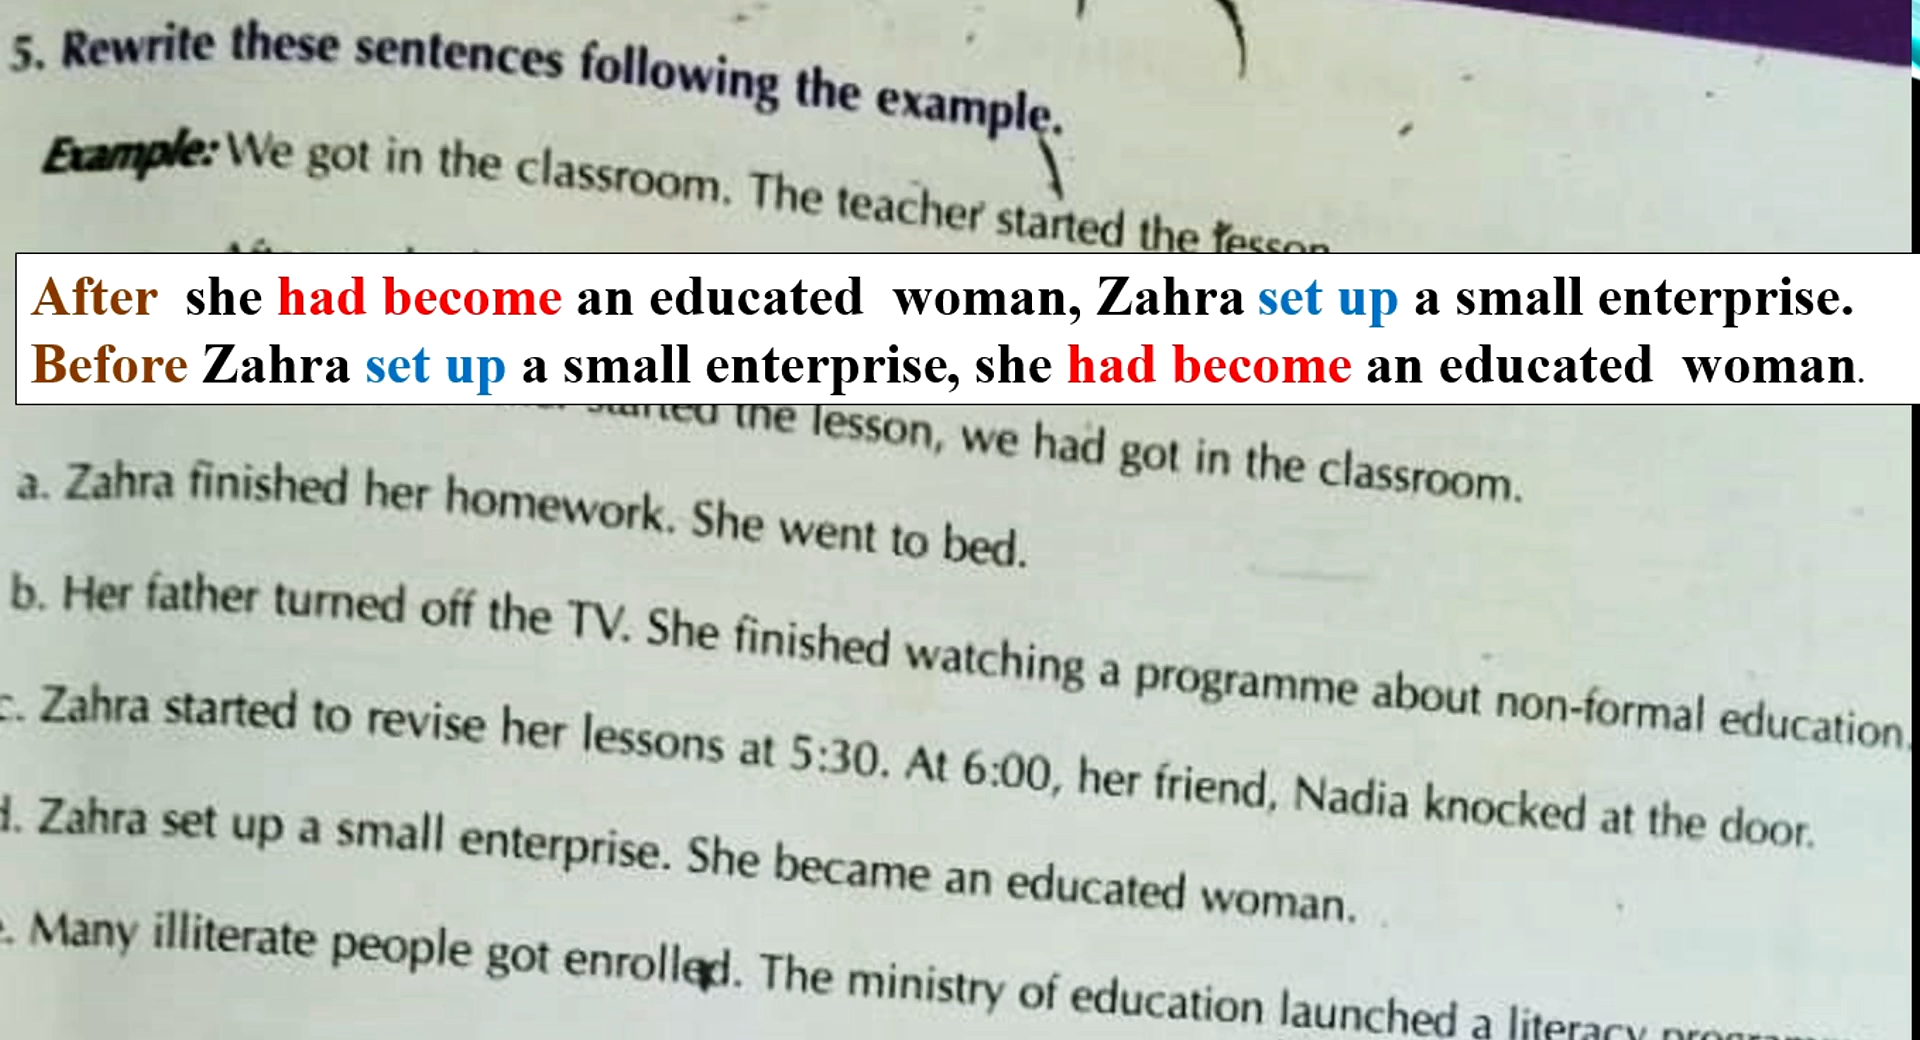 5. Rewrite these sentences following the example.
Example: We got in the classroom. The teacher started the lesson
After she had become an educated woman, Zahra set up a small enterprise.
Before Zahra set up a small enterprise, she had become an educated woman.
started the lesson, we had got in the classroom.
a. Zahra finished her homework. She went to bed.
b. Her father turned off the TV. She finished watching a programme about non-formal education.
c. Zahra started to revise her lessons at 5:30. At 6:00, her friend, Nadia knocked at the door.
d. Zahra set up a small enterprise. She became an educated woman.
. Many illiterate people got enrolled. The ministry of education launched a literacy